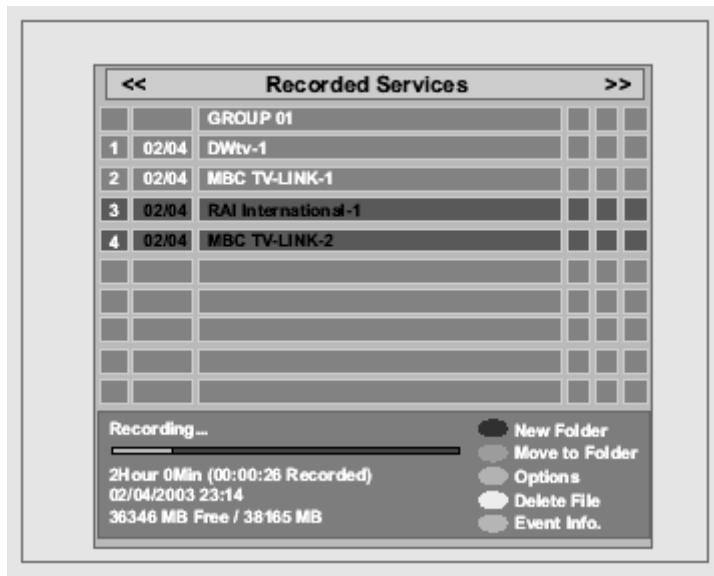 << Recorded Services >>
GROUP 01
1 02/04 DWtv-1
2 02/04 MBC TV-LINK-1
3 02/04 RAI International-1
4 02/04 MBC TV-LINK-2
Recording...
2Hour 0Min (00:00:26 Recorded)
02/04/2003 23:14
36346 MB Free / 38165 MB
New Folder
Move to Folder
Options
Delete File
Event Info.